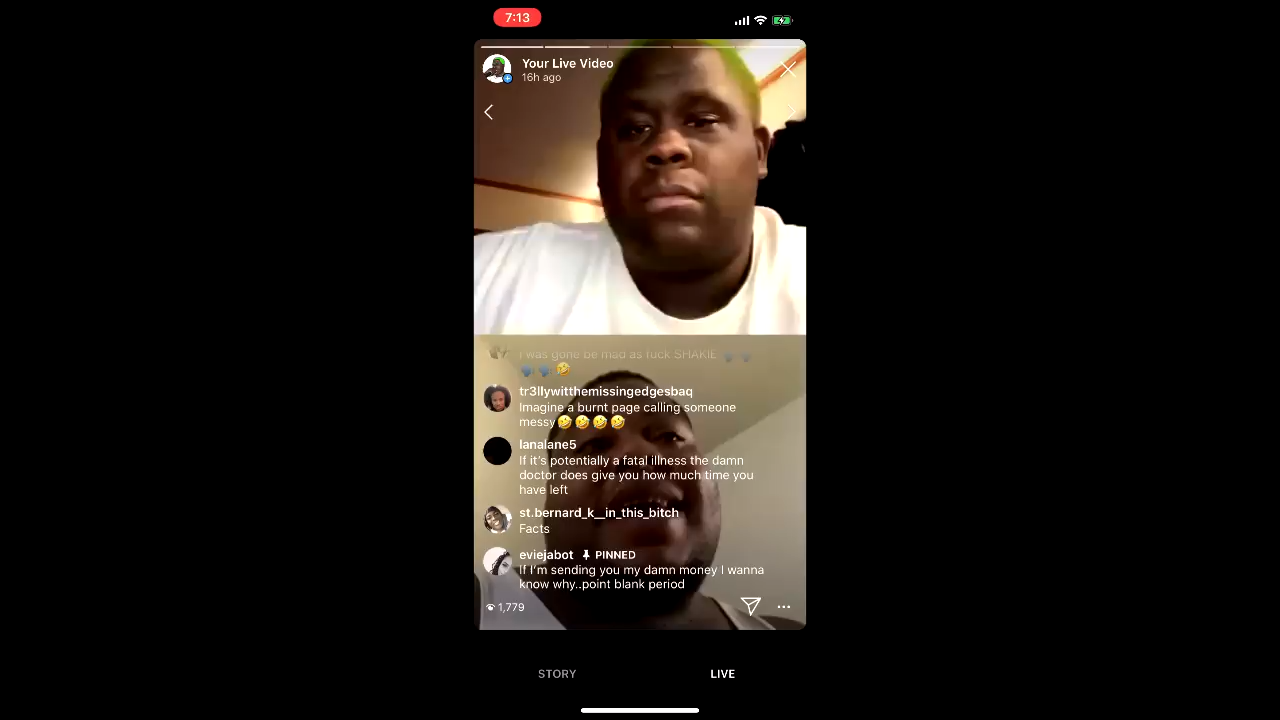 7:13
Your Live Video
16h ago
I was gone be mad as fuck SHAKIE 🗣️ 🗣️
🗣️ 🗣️ 🤣
tr3llywitthemissingedgesbaq
Imagine a burnt page calling someone
messy🤣🤣🤣🤣
lanalane5
If it's potentially a fatal illness the damn
doctor does give you how much time you
have left
st.bernard_k__in_this_bitch
Facts
eviejabot PINNED
If I'm sending you my damn money I wanna
know why..point blank period
1,779
STORY
LIVE